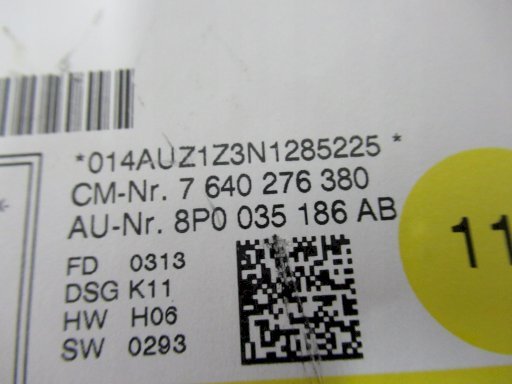 *014AUZ1Z3N1285225 *
CM-Nr. 7 640 276 380
AU-Nr. 8P0 035 186 AB
FD 0313
DSG K11
HW H06
SW 0293
11